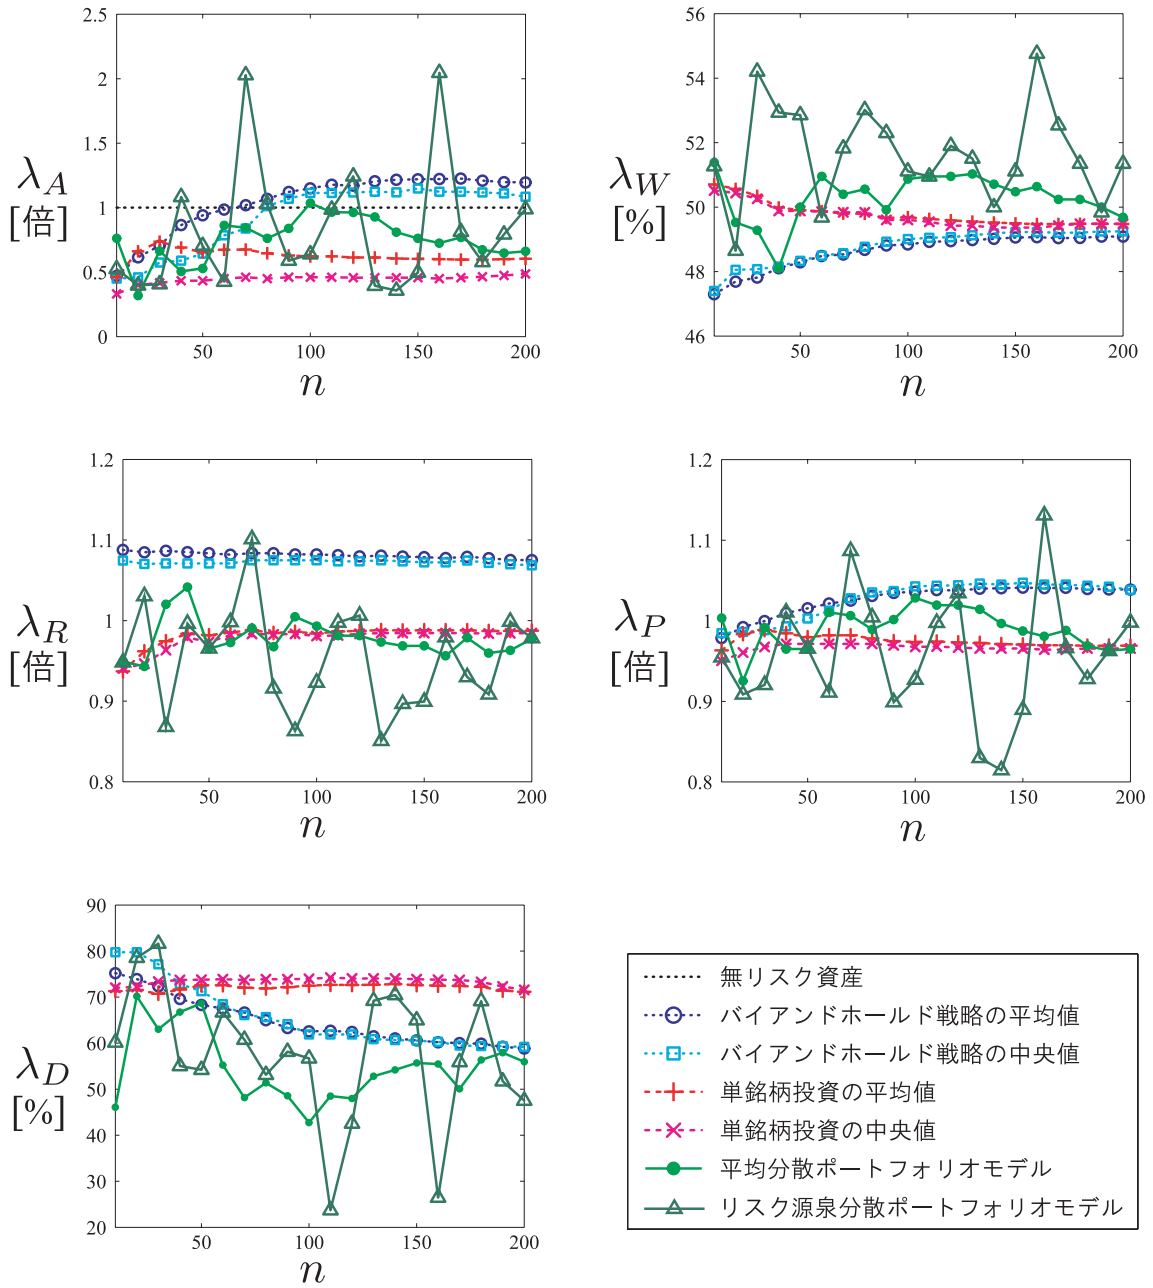 2.5
2
1.5
1
0.5
0
50
100
150
200
λA
[倍]
n
56
54
52
50
48
46
50
100
150
200
λW
[%]
n
1.2
1.1
1
0.9
0.8
50
100
150
200
λR
[倍]
n
1.2
1.1
1
0.9
0.8
50
100
150
200
λP
[倍]
n
90
80
70
60
50
40
30
20
50
100
150
200
λD
[%]
n
無リスク資産
バイアンドホールド戦略の平均値
バイアンドホールド戦略の中央値
単銘柄投資の平均値
単銘柄投資の中央値
平均分散ポートフォリオモデル
リスク源泉分散ポートフォリオモデル